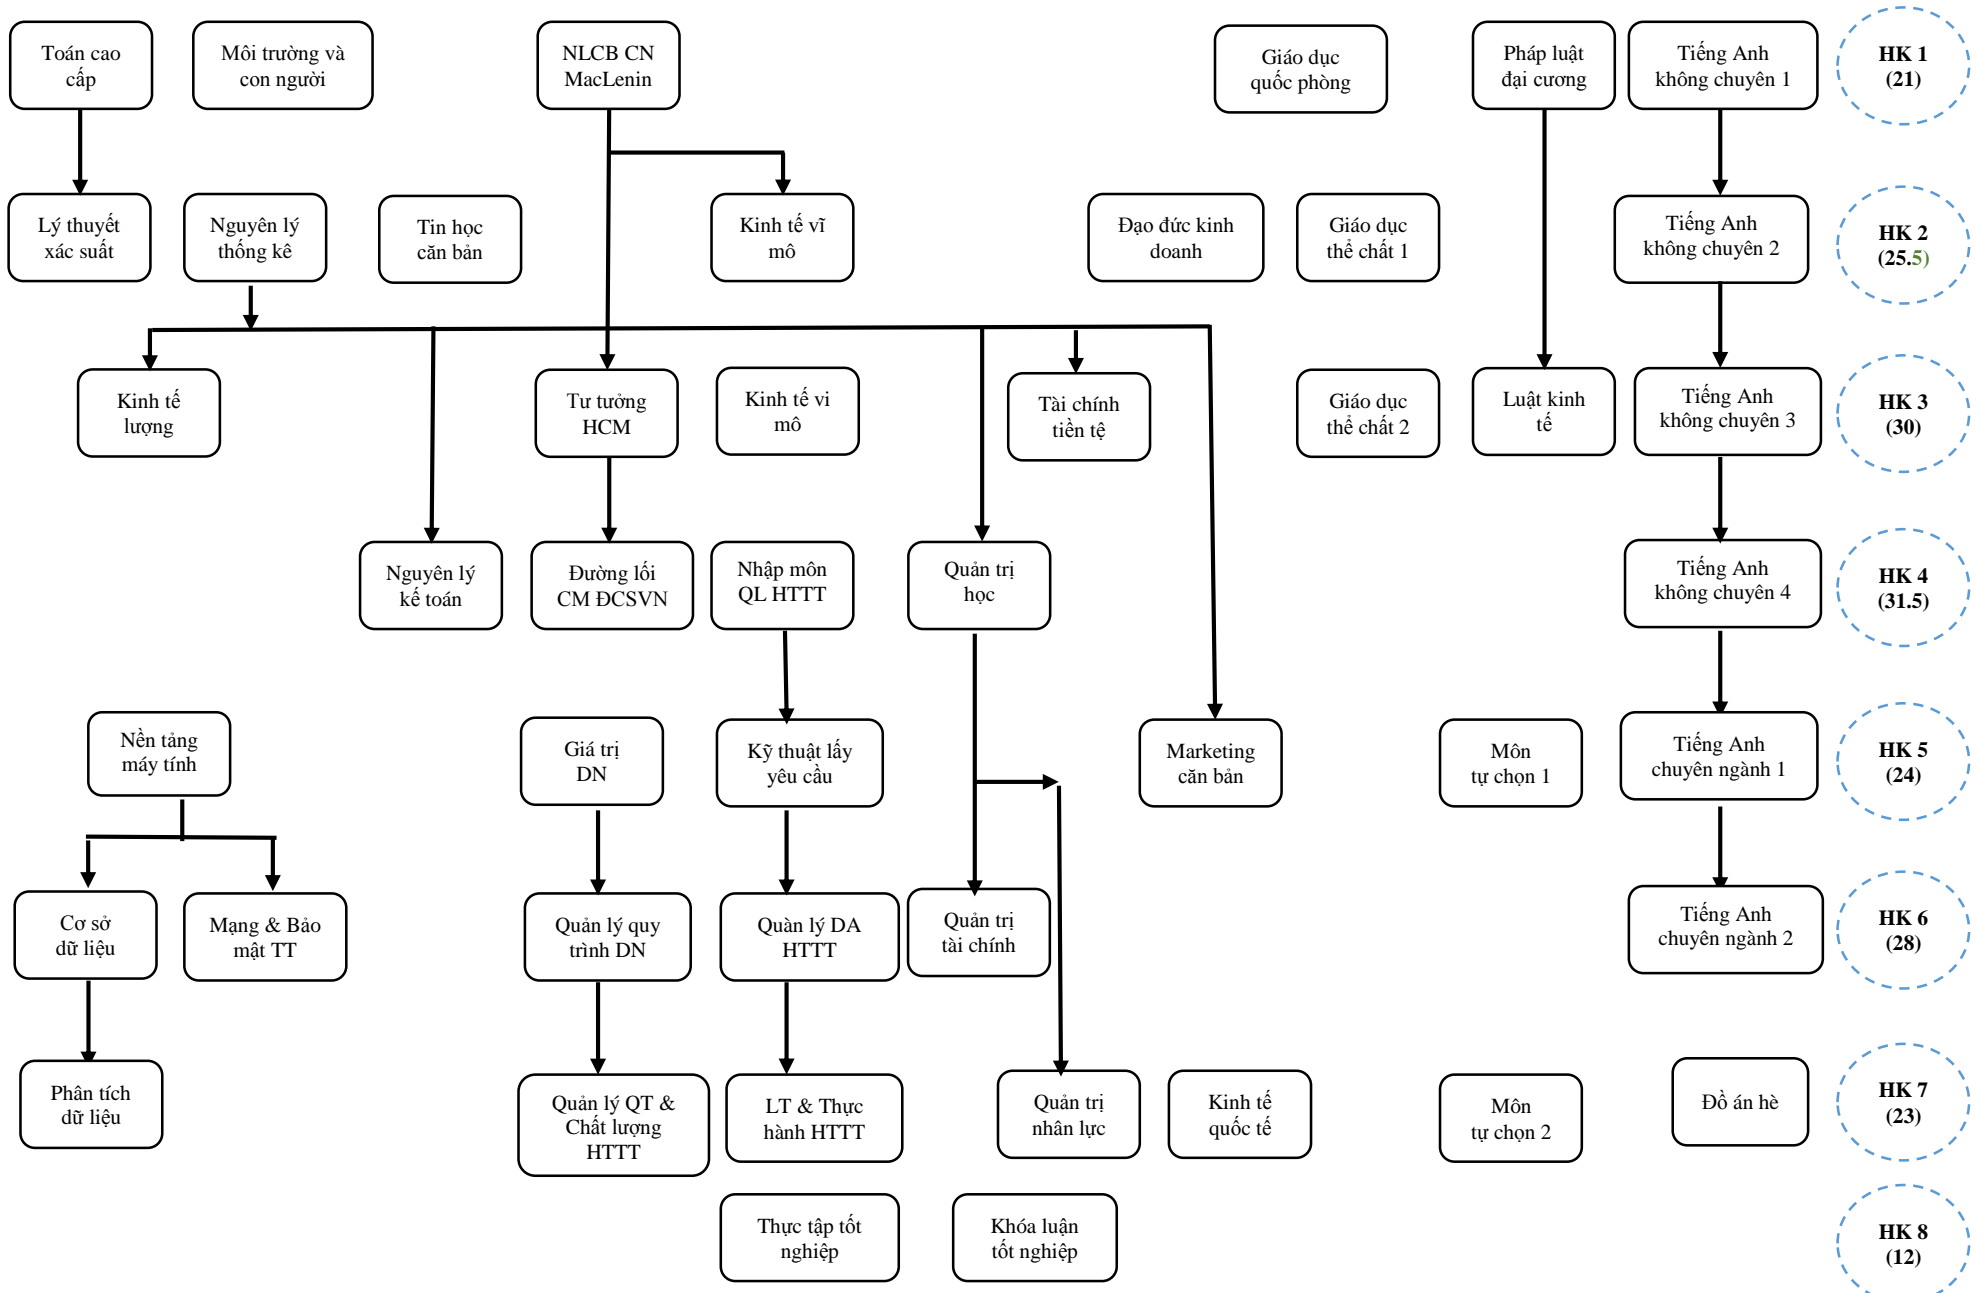 Toán cao
cấp
Môi trường và
con người
NLCB CN
MacLenin
Giáo dục
quốc phòng
Pháp luật
đại cương
Tiếng Anh
không chuyên 1
HK 1
(21)
Lý thuyết
xác suất
Nguyên lý
thống kê
Tin học
căn bản
Kinh tế vĩ
mô
Đạo đức kinh
doanh
Giáo dục
thể chất 1
Tiếng Anh
không chuyên 2
HK 2
(25.5)
Kinh tế
lượng
Tư tưởng
HCM
Kinh tế vi
mô
Tài chính
tiền tệ
Giáo dục
thể chất 2
Luật kinh
tế
Tiếng Anh
không chuyên 3
HK 3
(30)
Nguyên lý
kế toán
Đường lối
CM ĐCSVN
Nhập môn
QL HTTT
Quản trị
học
Tiếng Anh
không chuyên 4
HK 4
(31.5)
Nền tảng
máy tính
Giá trị
DN
Kỹ thuật lấy
yêu cầu
Marketing
căn bản
Môn
tự chọn 1
Tiếng Anh
chuyên ngành 1
HK 5
(24)
Cơ sở
dữ liệu
Mạng & Bảo
mật TT
Quản lý quy
trình DN
Quàn lý DA
HTTT
Quản trị
tài chính
Tiếng Anh
chuyên ngành 2
HK 6
(28)
Phân tích
dữ liệu
Quản lý QT &
Chất lượng
HTTT
LT & Thực
hành HTTT
Quản trị
nhân lực
Kinh tế
quốc tế
Môn
tự chọn 2
Đồ án hè
HK 7
(23)
Thực tập tốt
nghiệp
Khóa luận
tốt nghiệp
HK 8
(12)